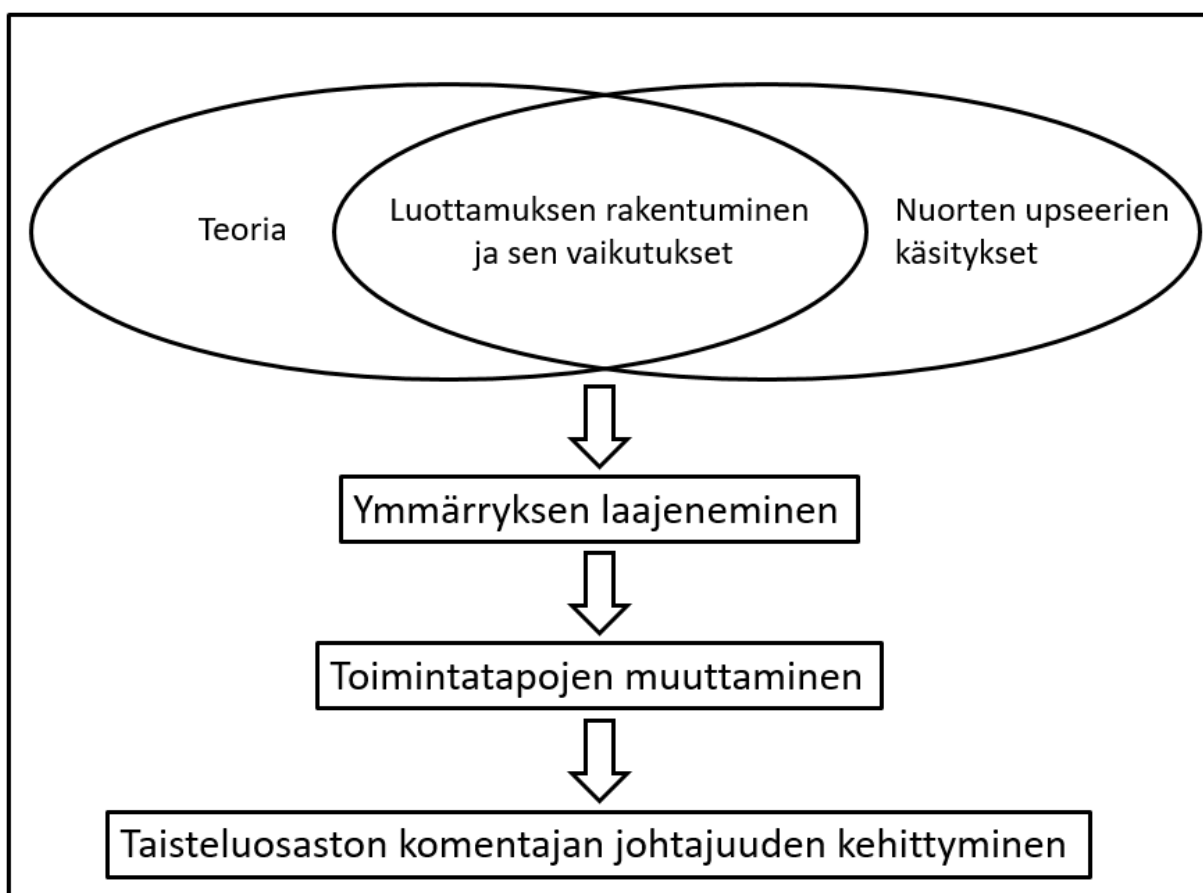 Teoria
Luottamuksen rakentuminen
ja sen vaikutukset
Nuorten upseerien
käsitykset
Ymmärryksen laajeneminen
Toimintatapojen muuttaminen
Taisteluosaston komentajan johtajuuden kehittyminen